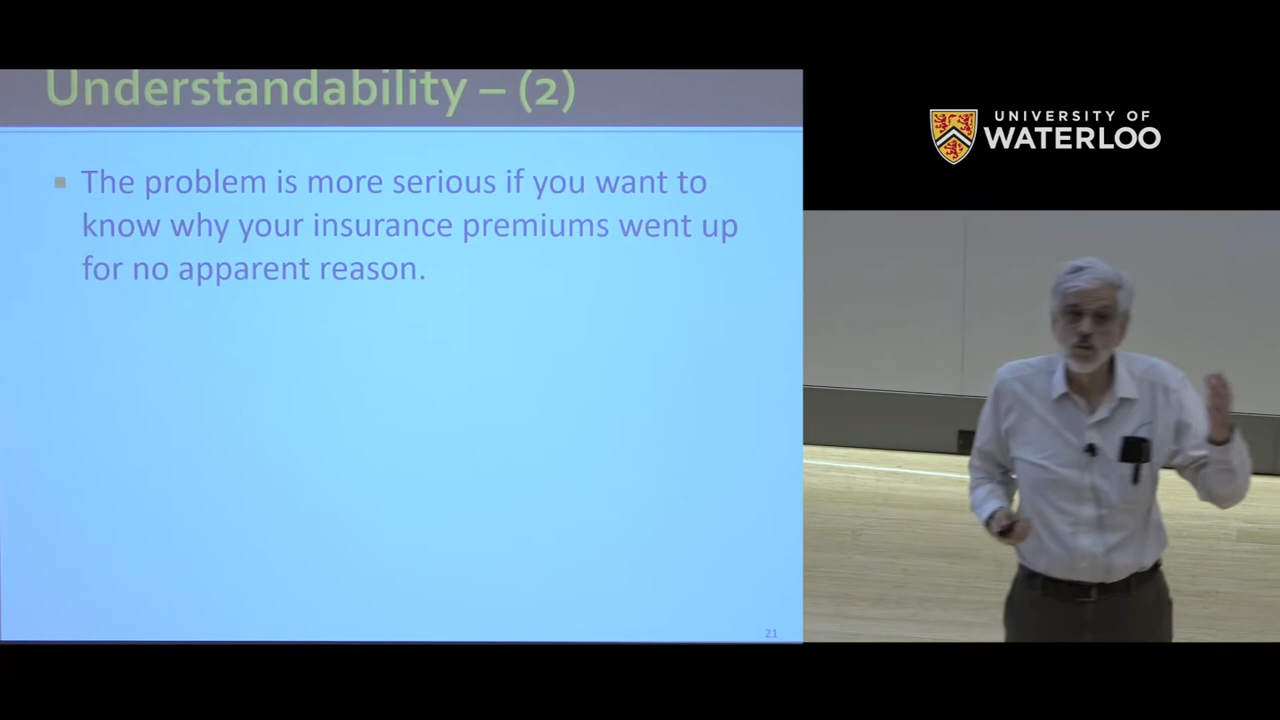 Understandability – (2)
The problem is more serious if you want to
know why your insurance premiums went up
for no apparent reason.
21
UNIVERSITY OF
WATERLOO